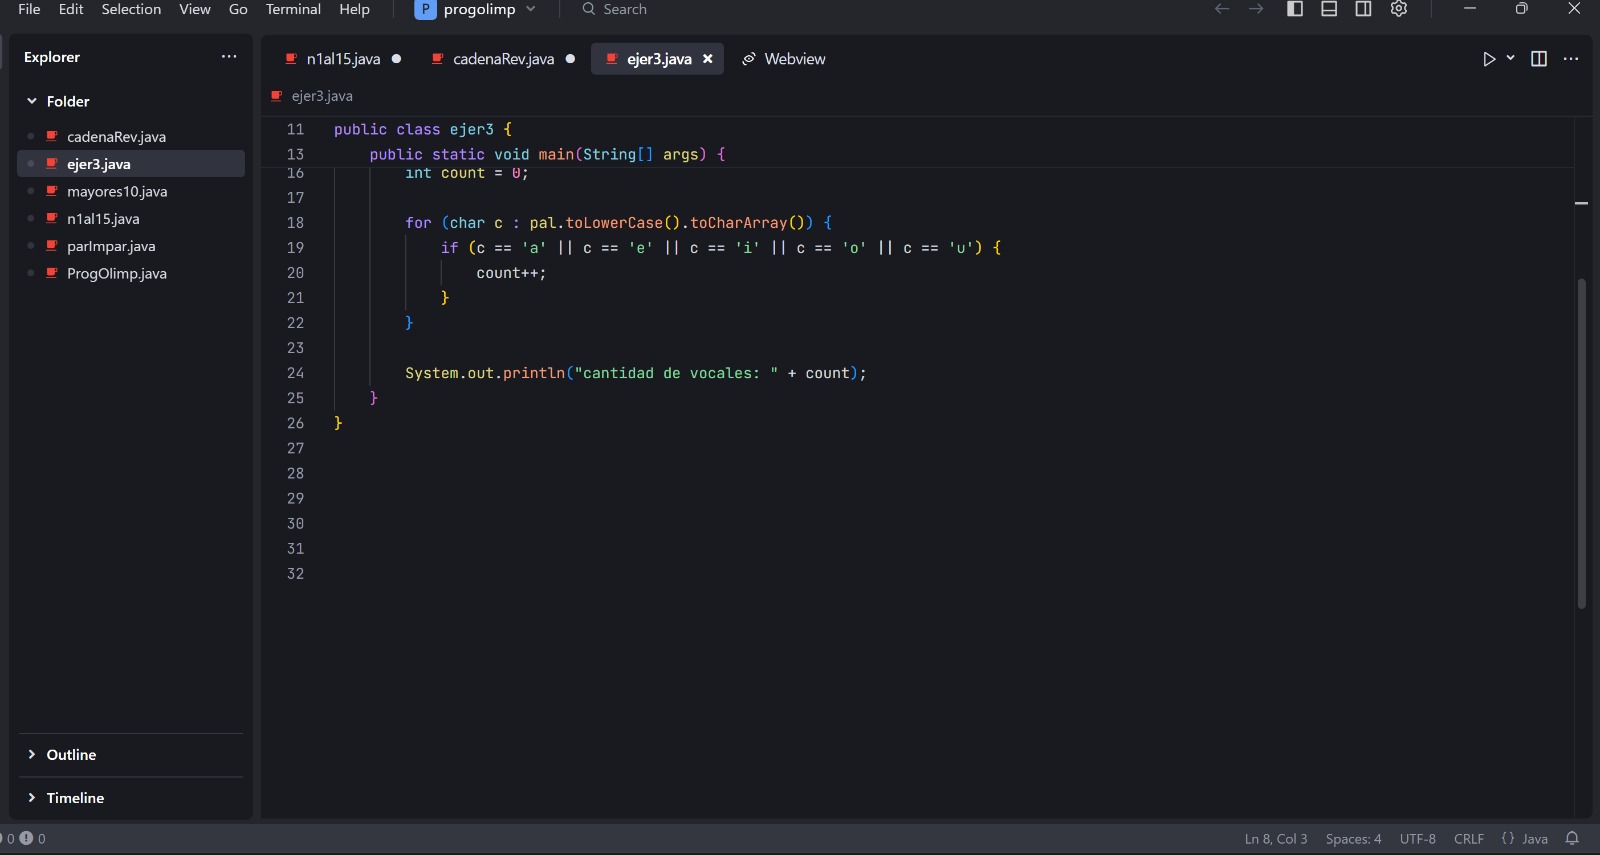 File Edit Selection View Go Terminal Help P progolimp Search
Explorer ...
Folder
cadenaRev.java
ejer3.java
mayores10.java
n1al15.java
parImpar.java
ProgOlimp.java
Outline
Timeline
n1al15.java cadenaRev.java ejer3.java Webview
ejer3.java
11 public class ejer3 {
13 public static void main(String[] args) {
16 int count = 0;
17
18 for (char c : pal.toLowerCase().toCharArray()) {
19 if (c == 'a' || c == 'e' || c == 'i' || c == 'o' || c == 'u') {
20 count++;
21 }
22 }
23
24 System.out.println("cantidad de vocales: " + count);
25 }
26 }
27
28
29
30
31
32
0 0 Ln 8, Col 3 Spaces: 4 UTF-8 CRLF {} Java